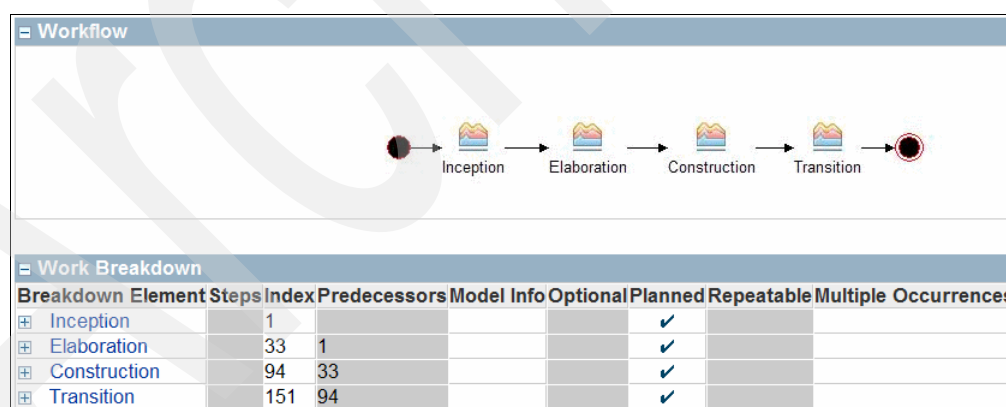 Workflow
Inception Elaboration Construction Transition
Work Breakdown
Breakdown Element Steps Index Predecessors Model Info Optional Planned Repeatable Multiple Occurrences
Inception 1
Elaboration 33 1
Construction 94 33
Transition 151 94